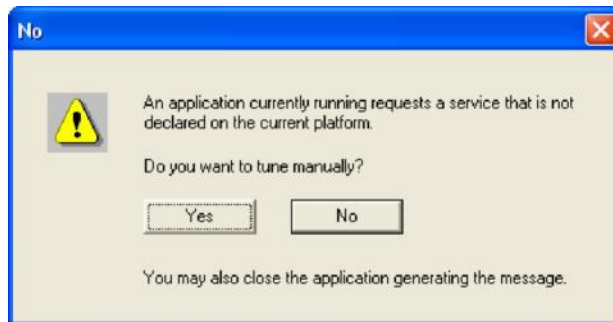 No
An application currently running requests a service that is not
declared on the current platform.
Do you want to tune manually?
Yes No
You may also close the application generating the message.